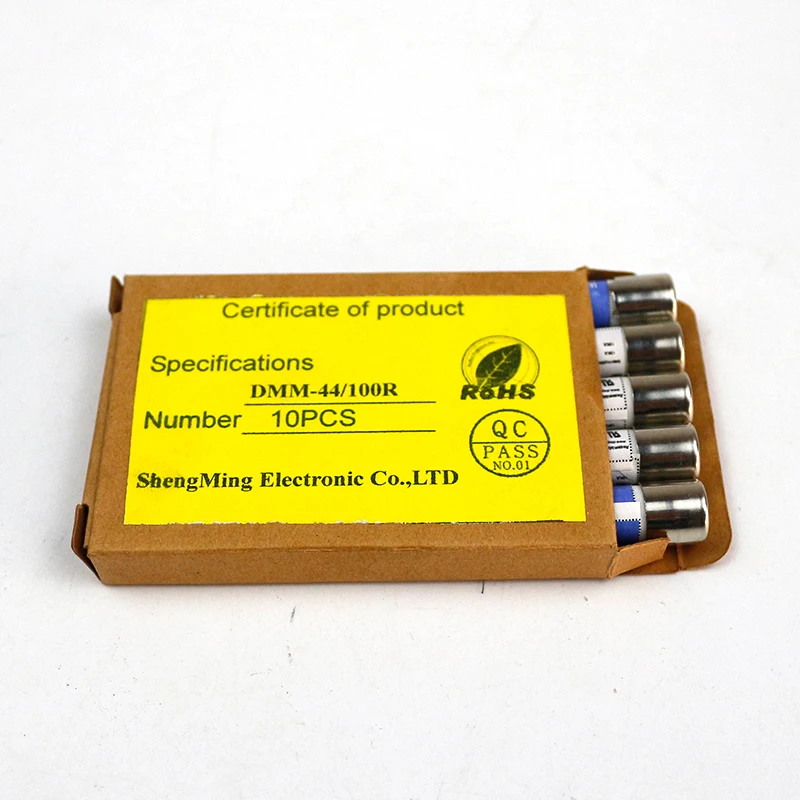 Certificate of product
Specifications
DMM-44/100R
Number 10PCS
RoHS
QC
PASS
NO.01
ShengMing Electronic Co.,LTD